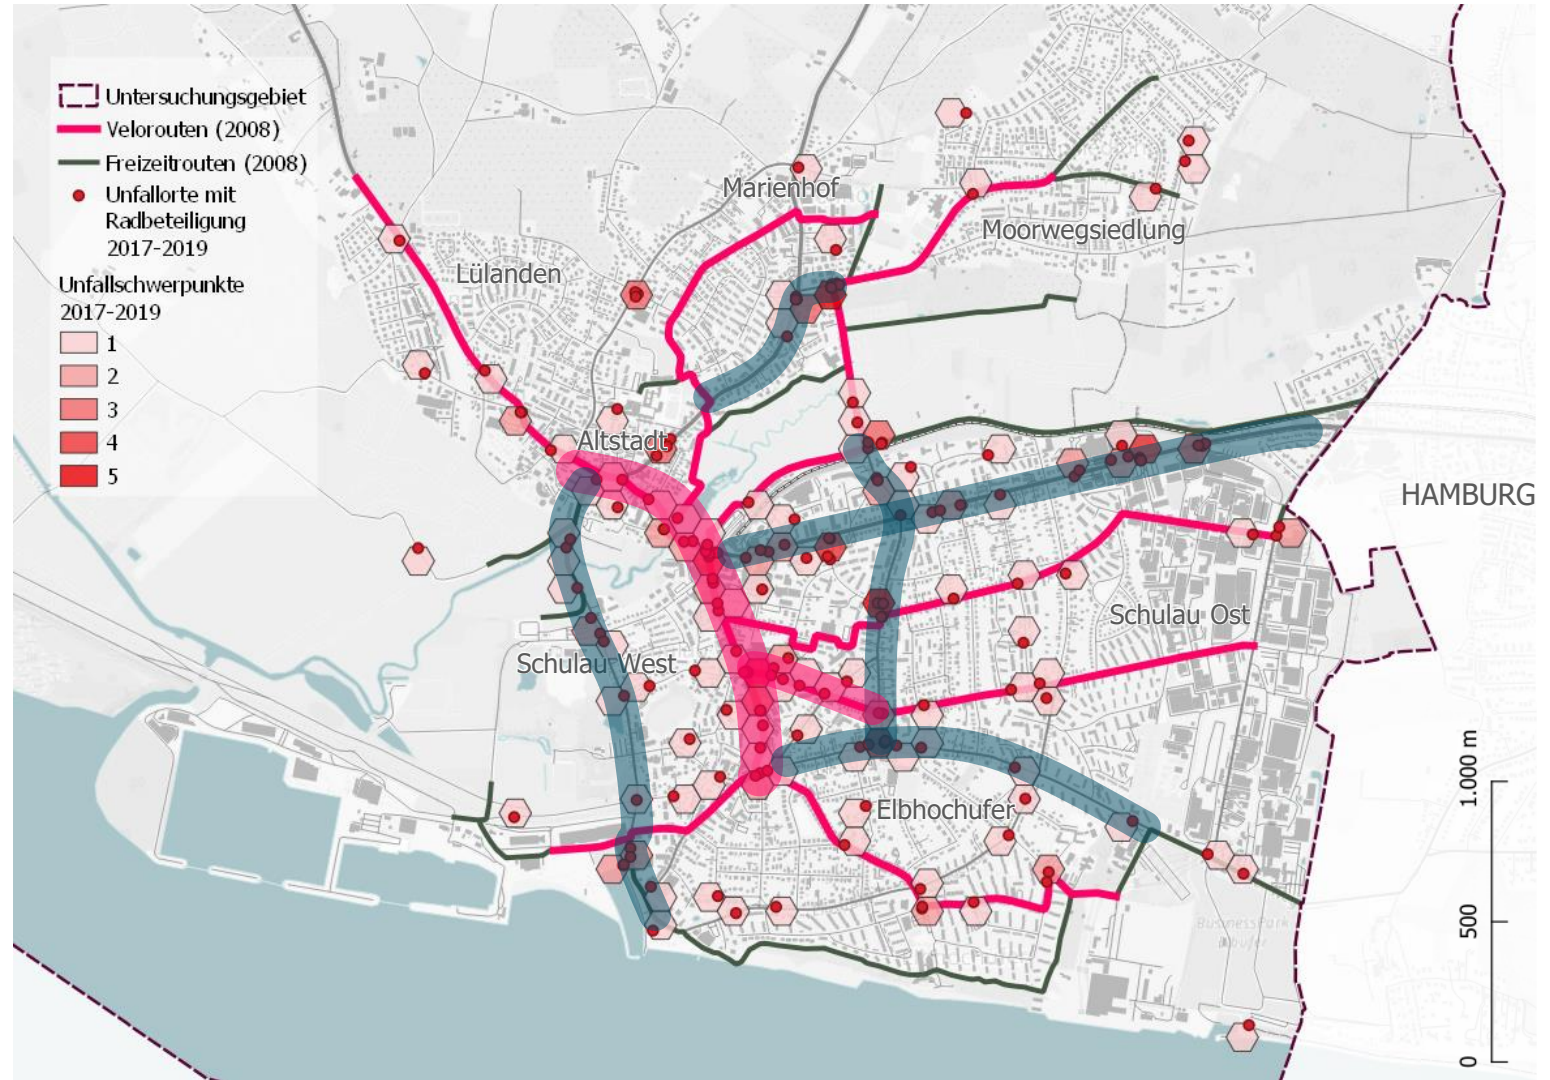 Untersuchungsgebiet
Velorouten (2008)
Freizeitrouten (2008)
Unfallorte mit
Radbeteiligung
2017-2019
Unfallschwerpunkte
2017-2019
1
2
3
4
5
Marienhof
Moorwegsiedlung
Lülanden
Altstadt
HAMBURG
Schulau Ost
Schulau West
Elbhochufer
BusinessPark
1.000 m
500
0